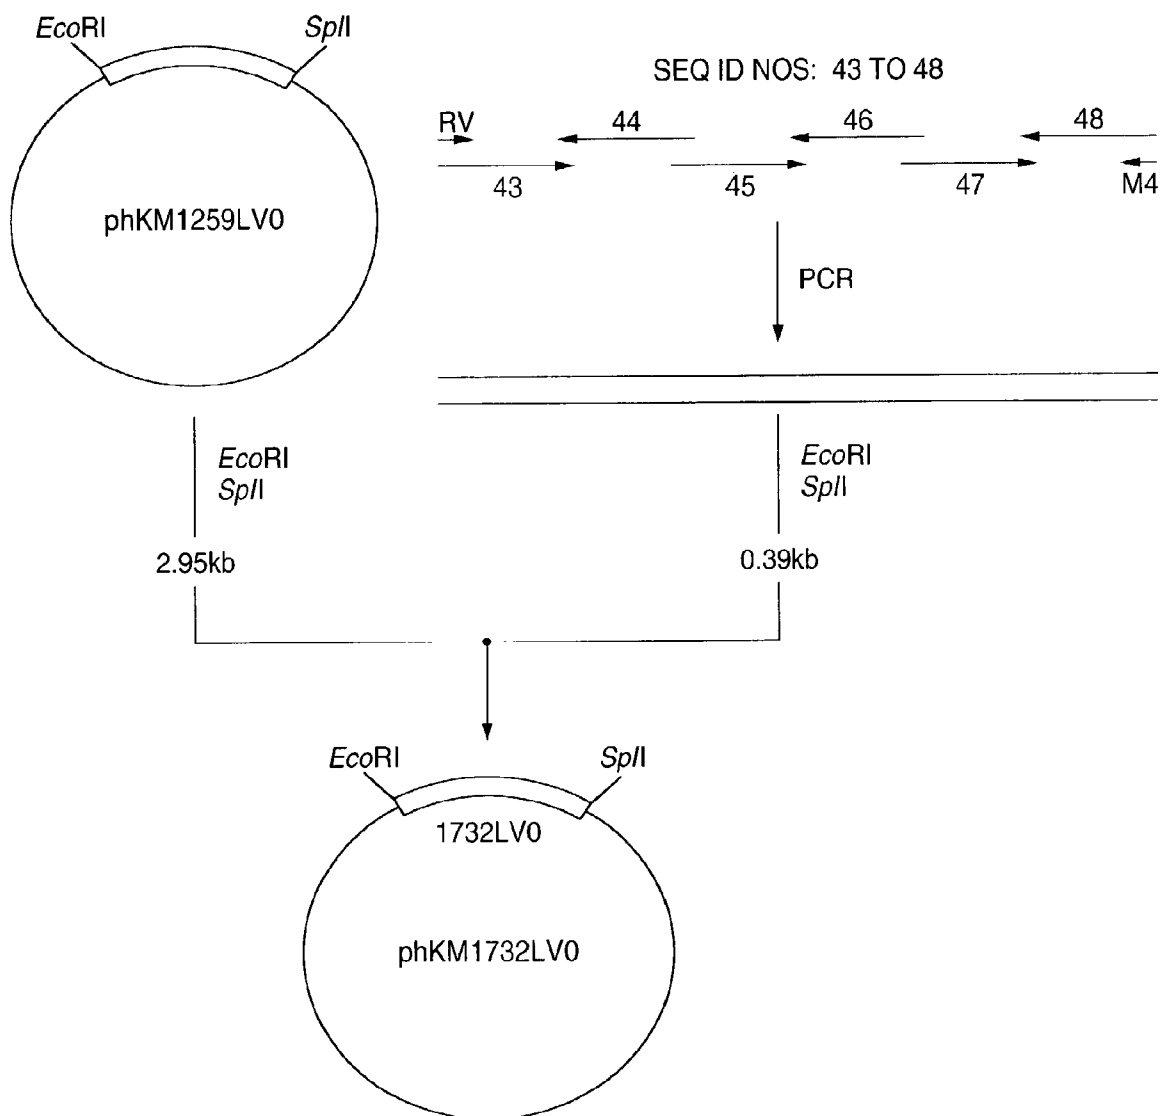 EcoRI SplI
SEQ ID NOS: 43 TO 48
RV 44 46 48
43 45 47 M4
phKM1259LV0
PCR
EcoRI
SplI
EcoRI
SplI
2.95kb 0.39kb
EcoRI SplI
1732LV0
phKM1732LV0